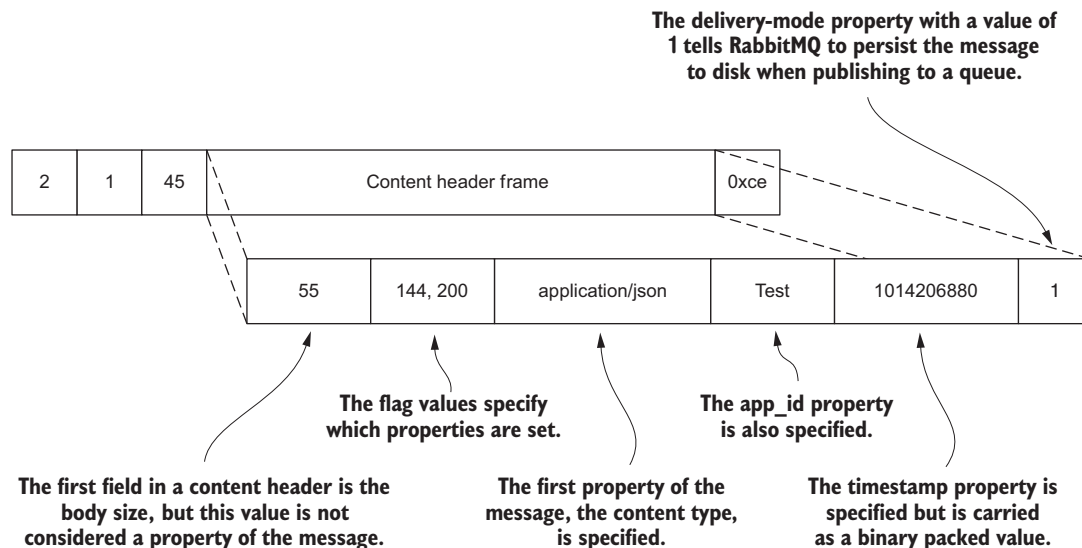 The delivery-mode property with a value of
1 tells RabbitMQ to persist the message
to disk when publishing to a queue.
2 1 45 Content header frame 0xce
55 144, 200 application/json Test 1014206880 1
The flag values specify
which properties are set.
The app_id property
is also specified.
The first field in a content header is the
body size, but this value is not
considered a property of the message.
The first property of the
message, the content type,
is specified.
The timestamp property is
specified but is carried
as a binary packed value.